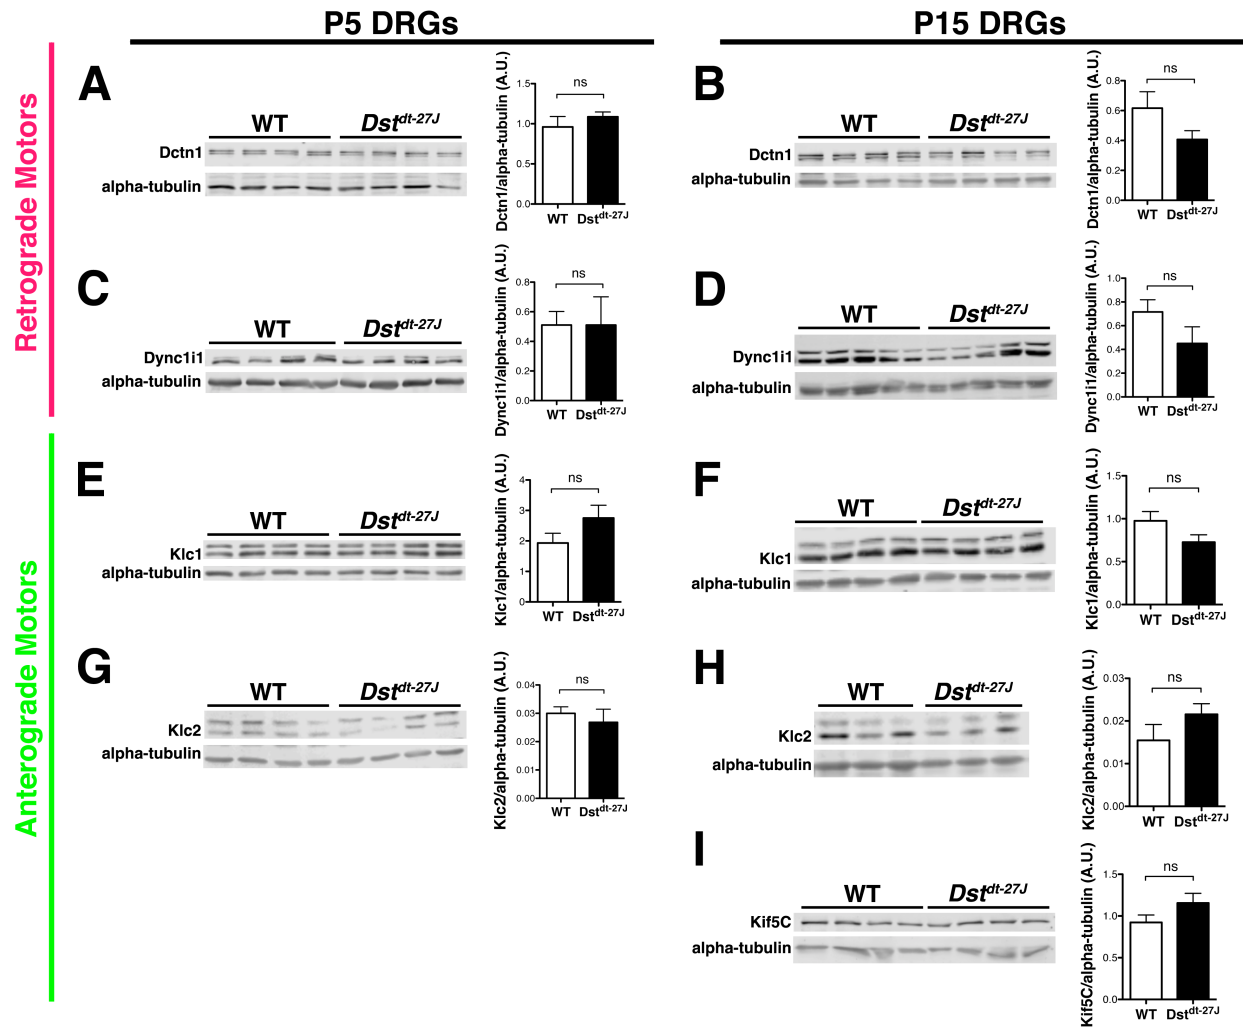 P5 DRGs
P15 DRGs
Retrograde Motors
Anterograde Motors
A
WT
Dst^dt-27J
Dctn1
alpha-tubulin
Dctn1/alpha-tubulin (A.U.)
1.5
1.0
0.5
0.0
ns
WT
Dst^dt-27J
B
WT
Dst^dt-27J
Dctn1
alpha-tubulin
Dctn1/alpha-tubulin (A.U.)
0.8
0.6
0.4
0.2
0.0
ns
WT
Dst^dt-27J
C
WT
Dst^dt-27J
Dync1i1
alpha-tubulin
Dync1i1/alpha-tubulin (A.U.)
0.8
0.6
0.4
0.2
0.0
ns
WT
Dst^dt-27J
D
WT
Dst^dt-27J
Dync1i1
alpha-tubulin
Dync1i1/alpha-tubulin (A.U.)
1.0
0.8
0.6
0.4
0.2
0.0
ns
WT
Dst^dt-27J
E
WT
Dst^dt-27J
Klc1
alpha-tubulin
Klc1/alpha-tubulin (A.U.)
4
3
2
1
0
ns
WT
Dst^dt-27J
F
WT
Dst^dt-27J
Klc1
alpha-tubulin
Klc1/alpha-tubulin (A.U.)
1.5
1.0
0.5
0.0
ns
WT
Dst^dt-27J
G
WT
Dst^dt-27J
Klc2
alpha-tubulin
Klc2/alpha-tubulin (A.U.)
0.04
0.03
0.02
0.01
0.00
ns
WT
Dst^dt-27J
H
WT
Dst^dt-27J
Klc2
alpha-tubulin
Klc2/alpha-tubulin (A.U.)
0.03
0.02
0.01
0.00
ns
WT
Dst^dt-27J
I
WT
Dst^dt-27J
Kif5C
alpha-tubulin
Kif5C/alpha-tubulin (A.U.)
1.5
1.0
0.5
0.0
ns
WT
Dst^dt-27J